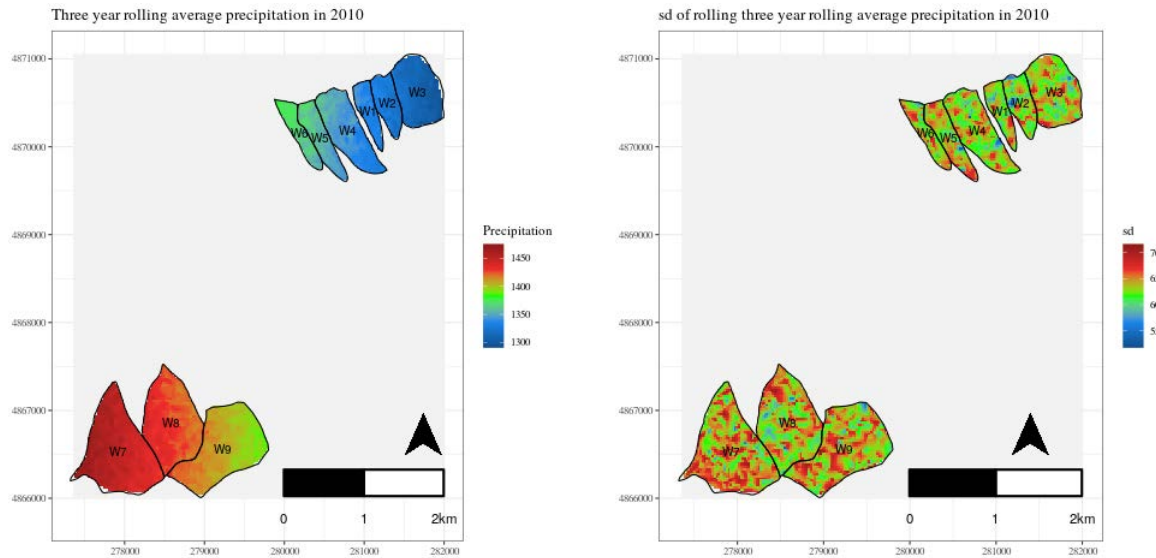 Three year rolling average precipitation in 2010
4871000
4870000
4869000
4868000
4867000
4866000
W6
W5
W4
W1
W2
W3
W7
W8
W9
Precipitation
1450
1400
1350
1300
0 1 2km
278000 279000 280000 281000 282000
sd of rolling three year rolling average precipitation in 2010
4871000
4870000
4869000
4868000
4867000
4866000
W6
W5
W4
W1
W2
W3
W7
W8
W9
sd
0 1 2km
278000 279000 280000 281000 282000